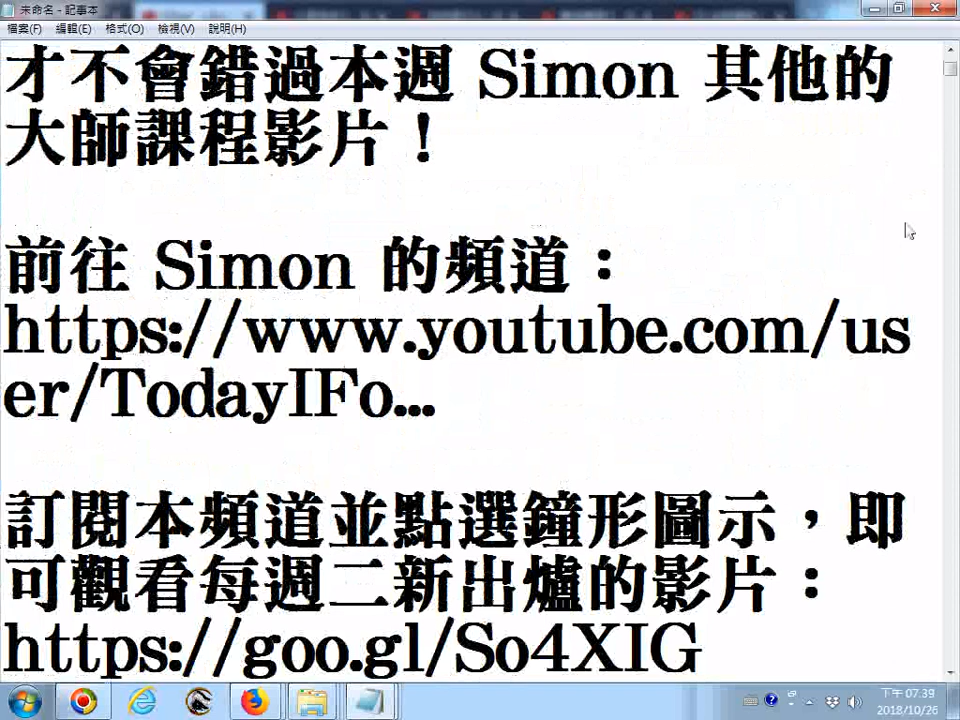 未命名 - 記事本
檔案(F) 編輯(E) 格式(O) 檢視(V) 說明(H)
才不會錯過本週 Simon 其他的
大師課程影片！
前往 Simon 的頻道：
https://www.youtube.com/us
er/TodayIFo...
訂閱本頻道並點選鐘形圖示，即
可觀看每週二新出爐的影片：
https://goo.gl/So4XIG
下午 07:39
2018/10/26